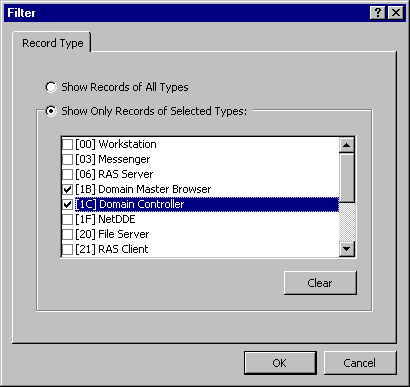 Filter
Record Type
Show Records of All Types
Show Only Records of Selected Types:
[00] Workstation
[03] Messenger
[06] RAS Server
[1B] Domain Master Browser
[1C] Domain Controller
[1F] NetDDE
[20] File Server
[21] RAS Client
Clear
OK
Cancel